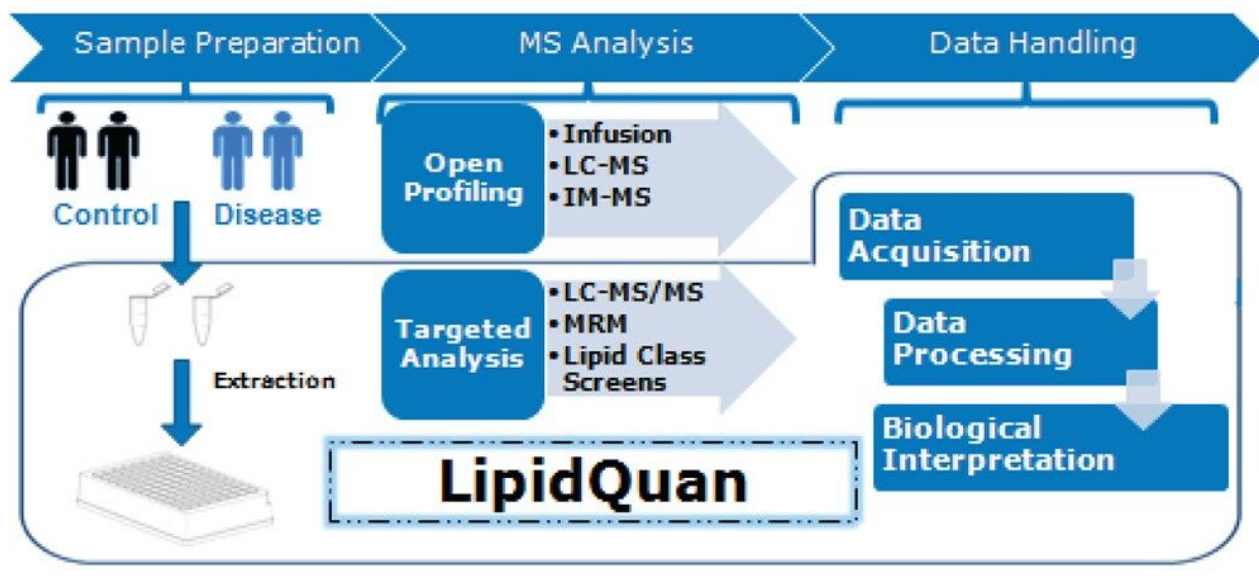 Sample Preparation
MS Analysis
Data Handling
Control
Disease
Extraction
Open
Profiling
•Infusion
•LC-MS
•IM-MS
Targeted
Analysis
•LC-MS/MS
•MRM
•Lipid Class
Screens
LipidQuan
Data
Acquisition
Data
Processing
Biological
Interpretation